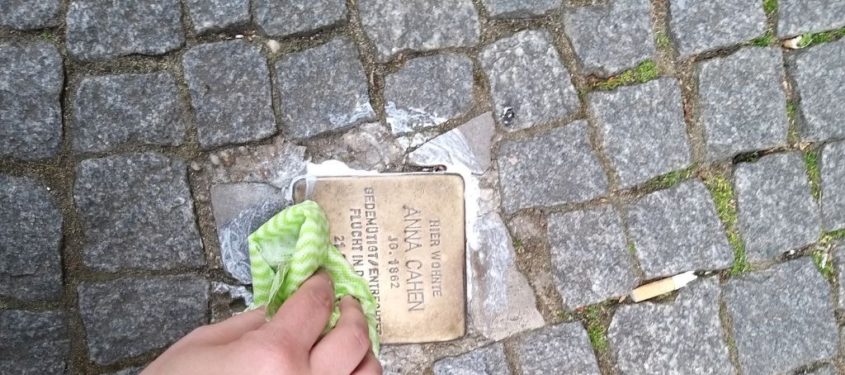 HIER WOHNTE
ANNA CAHEN
JG. 1862
GEDEMÜTIGT/ENTRECHTET
FLUCHT IN